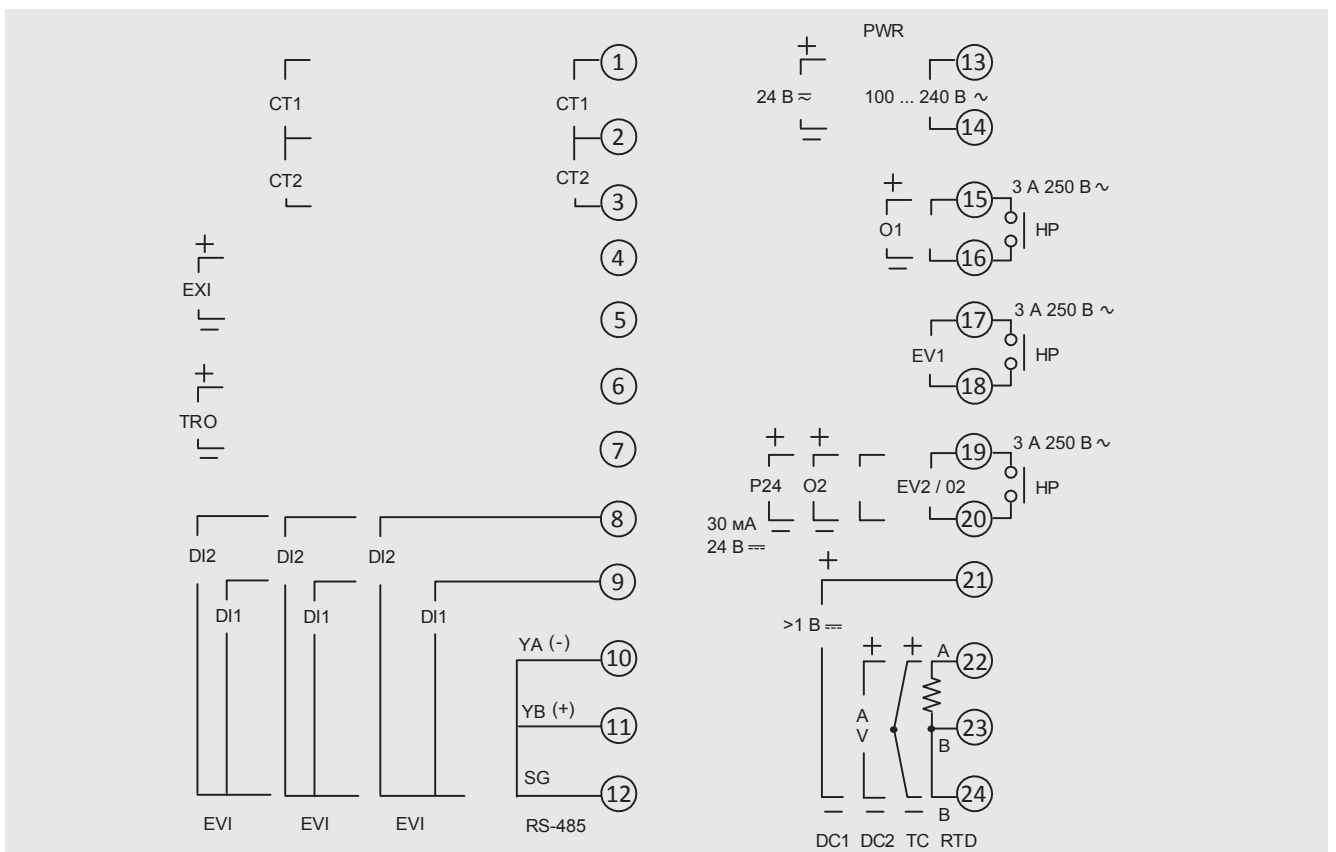 PWR
+
24 В ≂
100 ... 240 В ∼
CT1
CT1
CT2
CT2
1
2
3
4
5
6
7
8
9
10
11
12
13
14
15
16
17
18
19
20
21
22
23
24
+
EXI
+
TRO
DI2
DI2
DI2
DI1
DI1
DI1
EVI
EVI
EVI
YA (-)
YB (+)
SG
RS-485
+
O1
3 А 250 В ∼
НР
EV1
3 А 250 В ∼
НР
+
+
P24
O2
EV2 / 02
3 А 250 В ∼
НР
30 мА
24 В ⎓
+
>1 В ⎓
+
+
A
A
V
B
B
DC1 DC2 TC RTD